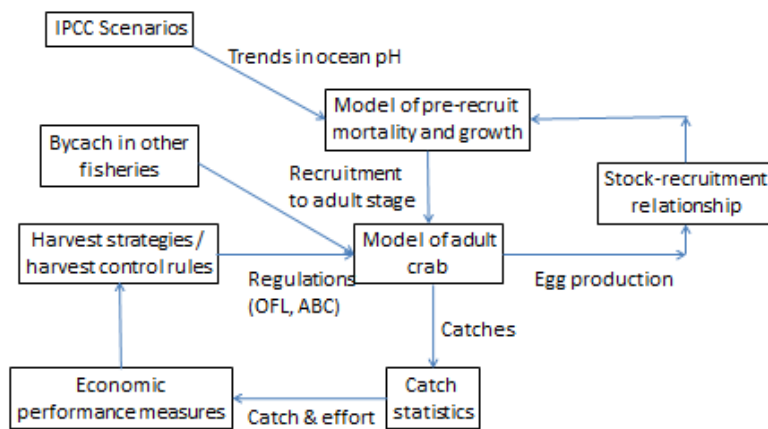 IPCC Scenarios
Trends in ocean pH
Model of pre-recruit
mortality and growth
Bycach in other
fisheries
Recruitment
to adult stage
Stock-recruitment
relationship
Harvest strategies /
harvest control rules
Model of adult
crab
Regulations
(OFL, ABC)
Egg production
Catches
Economic
performance measures
Catch
statistics
Catch & effort